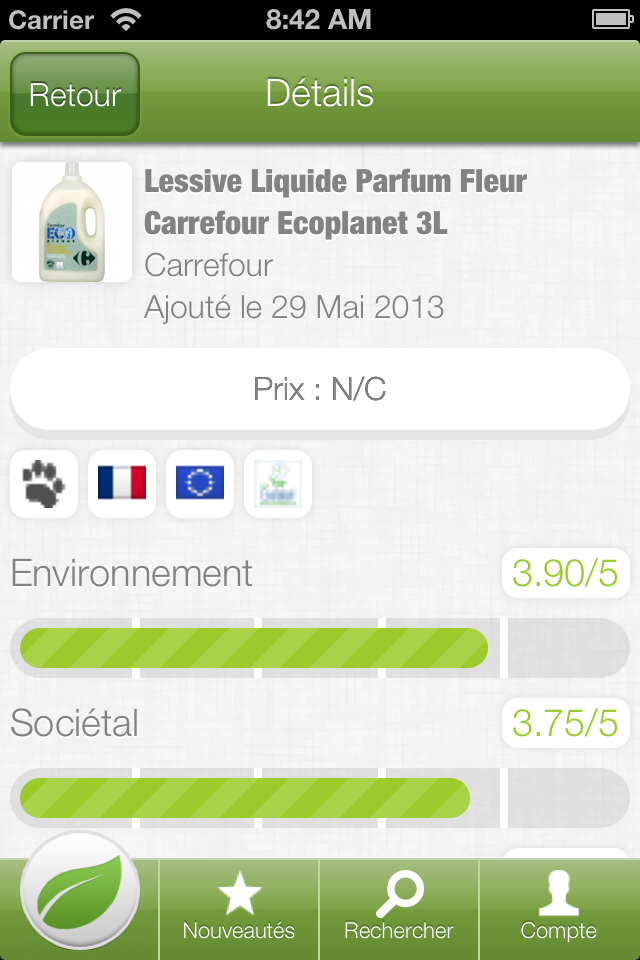 Carrier
8:42 AM
Retour
Détails
Lessive Liquide Parfum Fleur
Carrefour Ecoplanet 3L
Carrefour
Ajouté le 29 Mai 2013
Prix : N/C
Environnement
3.90/5
Sociétal
3.75/5
Nouveautés
Rechercher
Compte